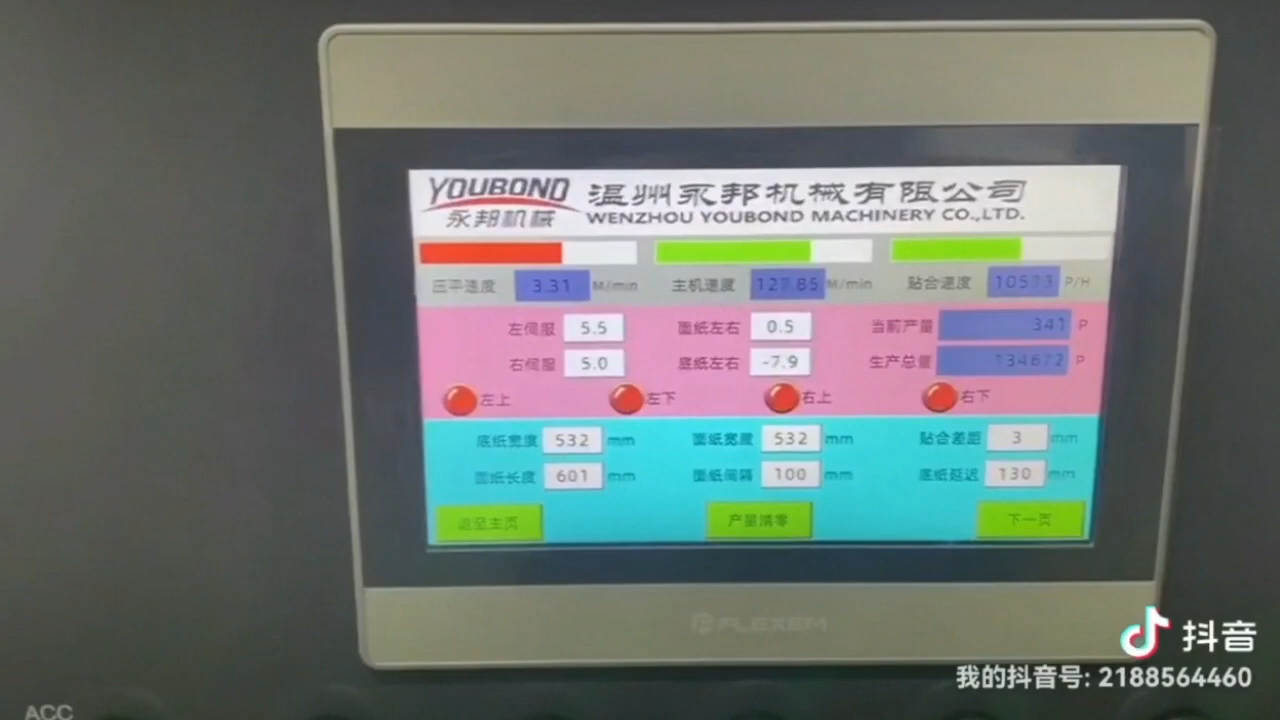 YOUBOND
永邦机械
温州永邦机械有限公司
WENZHOU YOUBOND MACHINERY CO.,LTD.
压平速度 3.31 M/min 主机速度 M/min 贴合速度 P/H
左伺服 5.5 面纸左右 0.5 当前产量 341 P
右伺服 5.0 底纸左右 -7.9 生产总量 134672 P
左上 左下 右上 右下
底纸宽度 532 mm 面纸宽度 532 mm 贴合差距 3 mm
面纸长度 601 mm 面纸间隔 100 mm 底纸延迟 130 mm
返至主页 产量清零 下一页
FLEXEM
抖音
我的抖音号: 2188564460
ACC